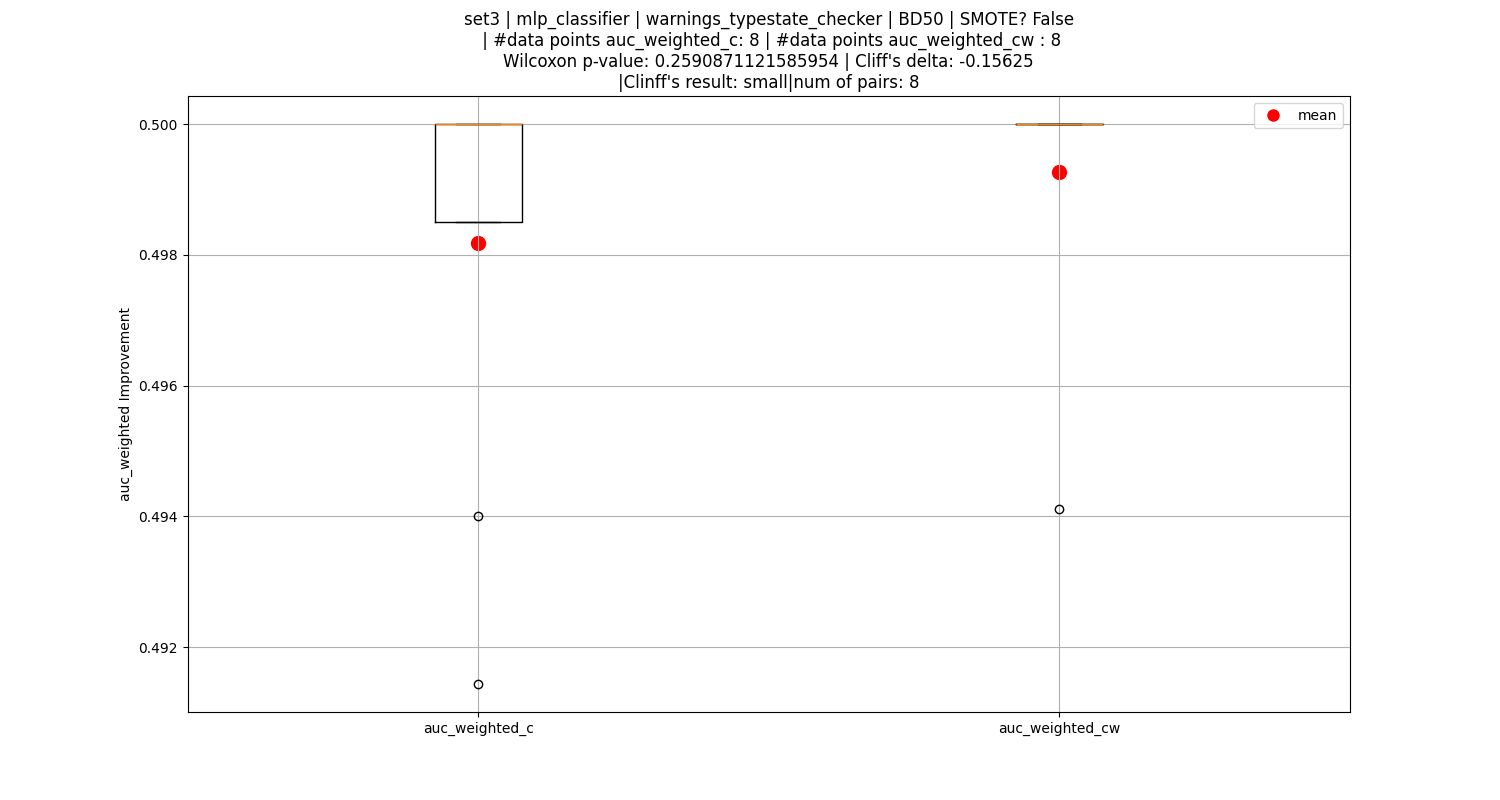 set3 | mlp_classifier | warnings_typestate_checker | BD50 | SMOTE? False
| #data points auc_weighted_c: 8 | #data points auc_weighted_cw : 8
Wilcoxon p-value: 0.2590871121585954 | Cliff's delta: -0.15625
|Clinff's result: small|num of pairs: 8
mean
auc_weighted Improvement
0.500
0.498
0.496
0.494
0.492
auc_weighted_c
auc_weighted_cw